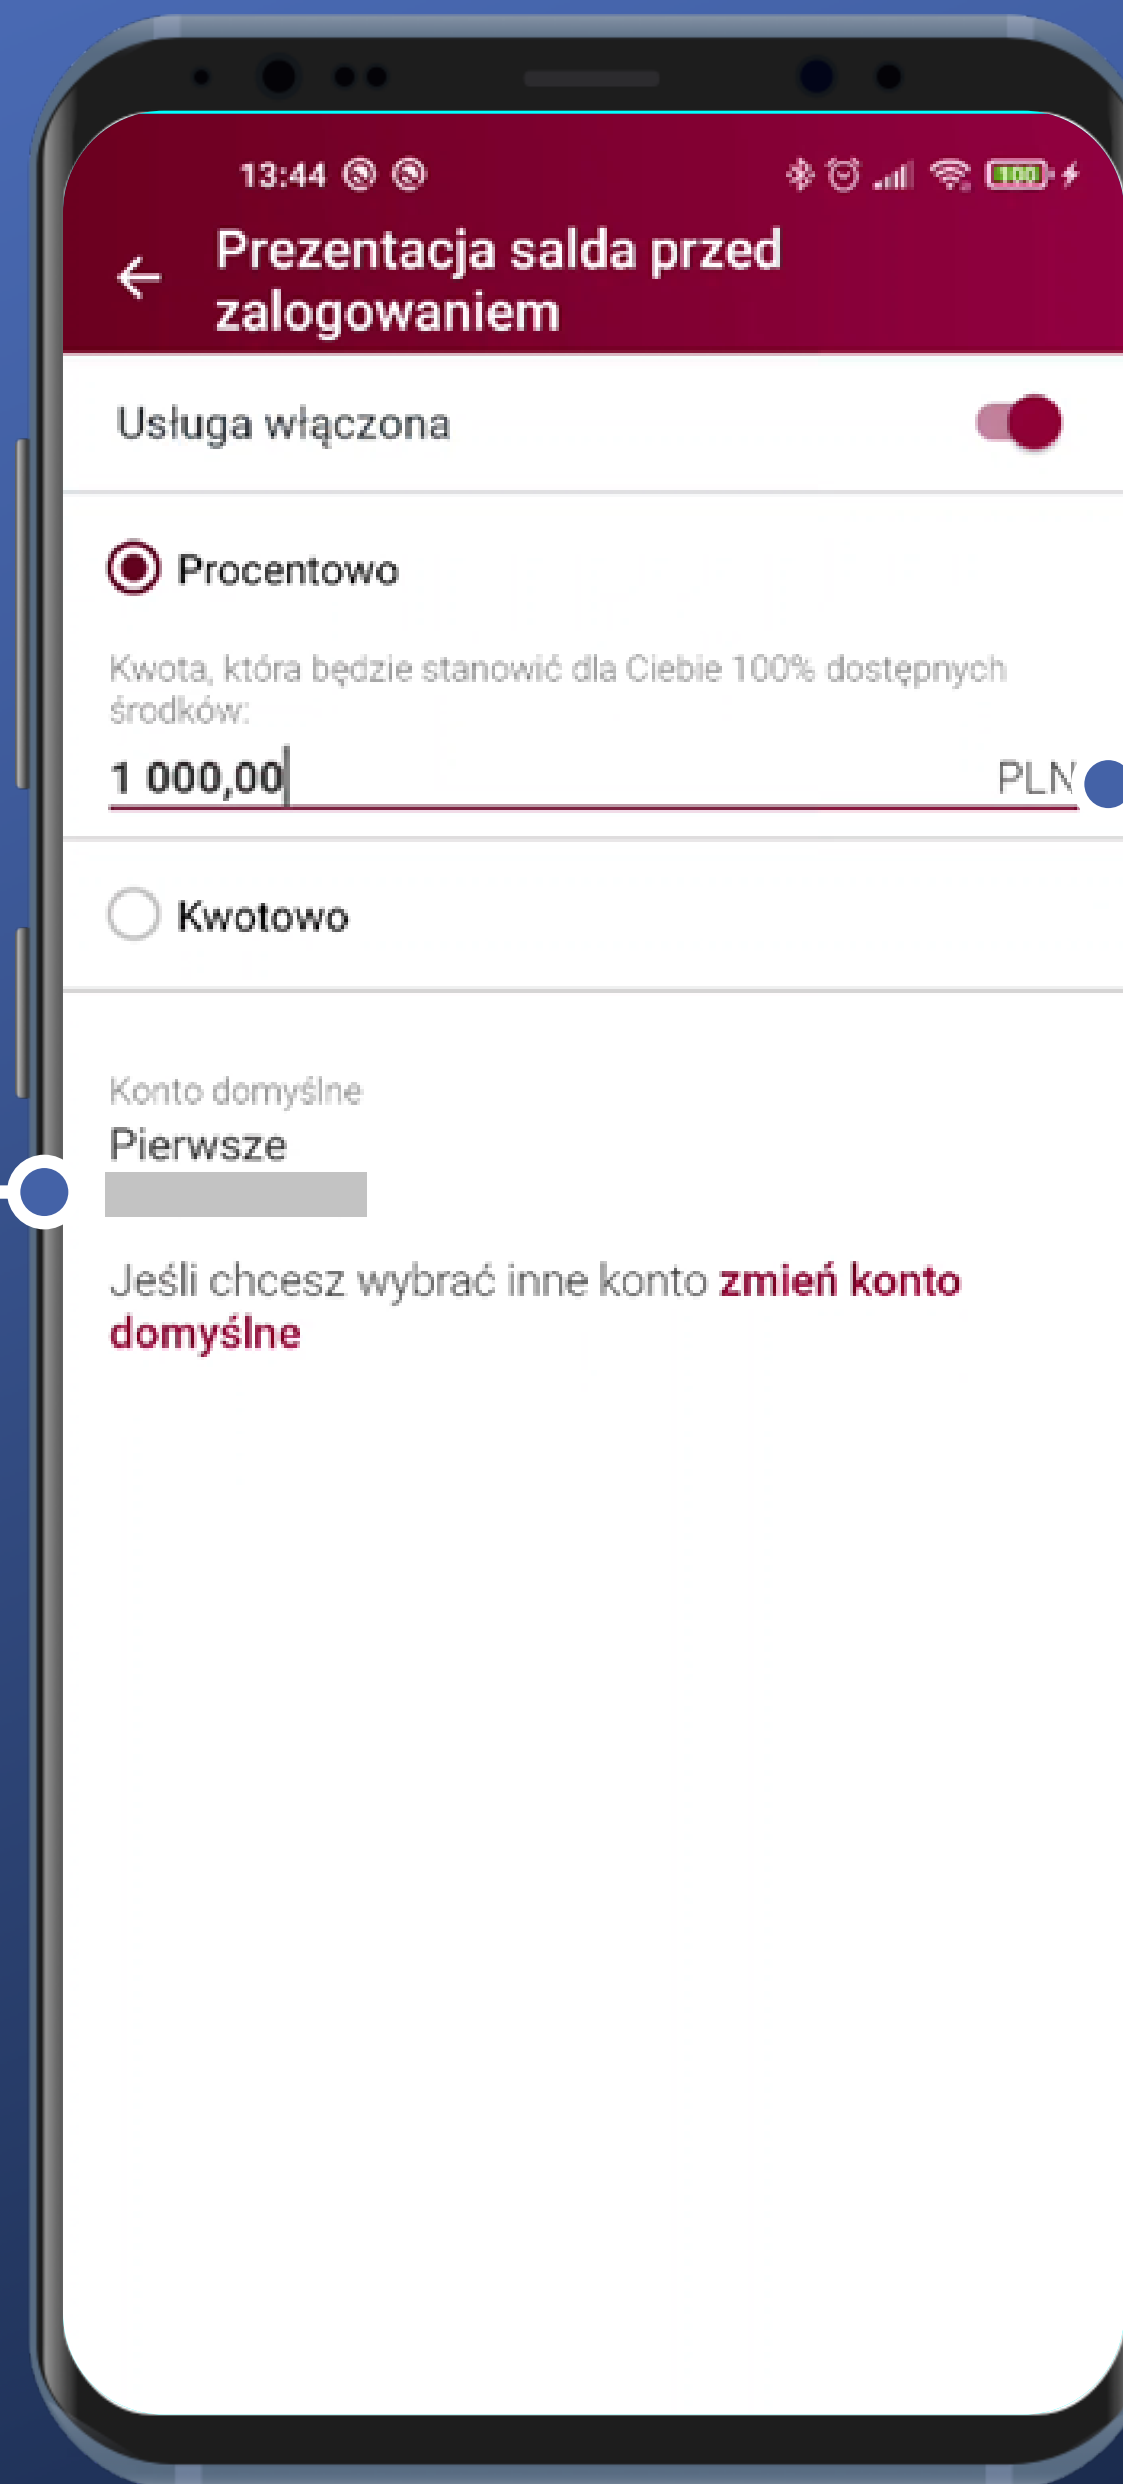 13:44
100
Prezentacja salda przed
zalogowaniem
Usługa włączona
Procentowo
Kwota, która będzie stanowić dla Ciebie 100% dostępnych
środków:
1 000,00 PLN
Kwotowo
Konto domyślne
Pierwsze
Jeśli chcesz wybrać inne konto zmień konto
domyślne